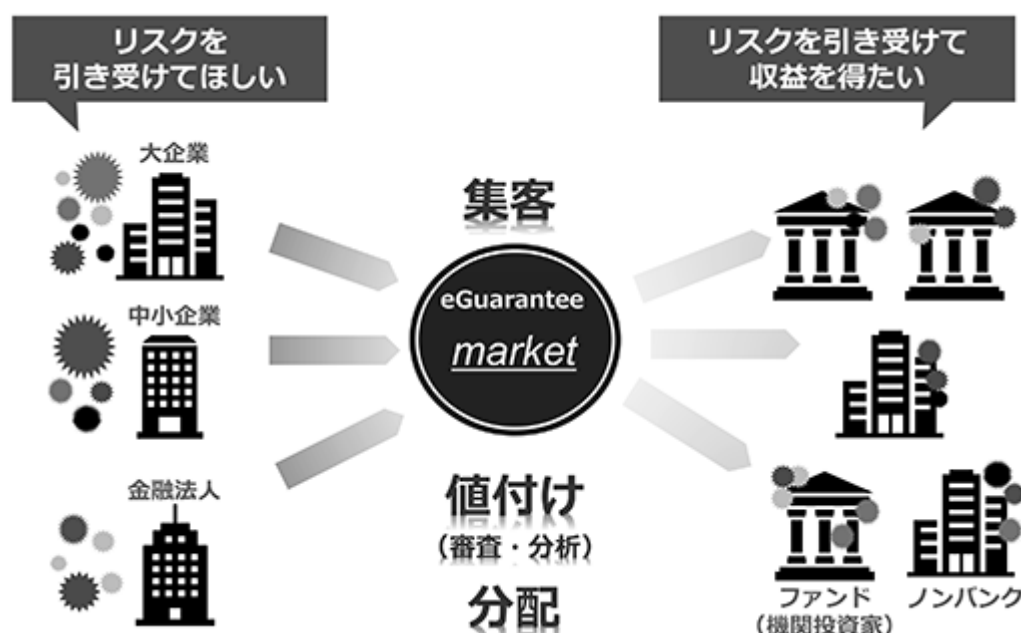 リスクを
引き受けてほしい
リスクを引き受けて
収益を得たい
大企業
中小企業
金融法人
集客
eGuarantee
market
値付け
（審査・分析）
分配
ファンド
（機関投資家）
ノンバンク